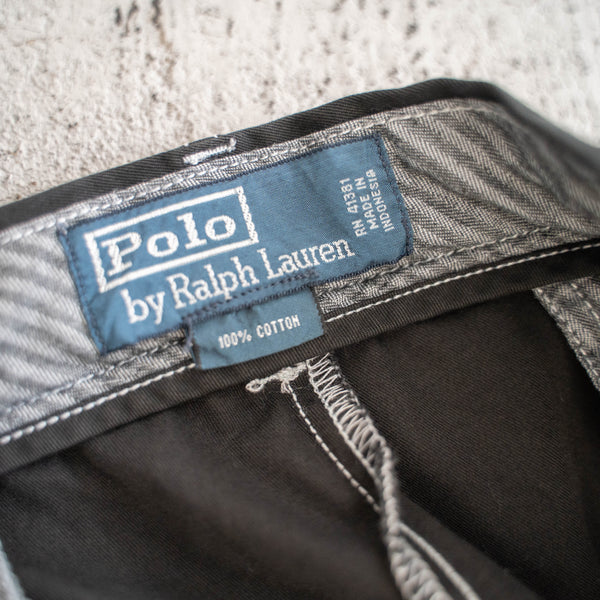 Polo
by Ralph Lauren
RN 41381
MADE IN
INDONESIA
100% COTTON